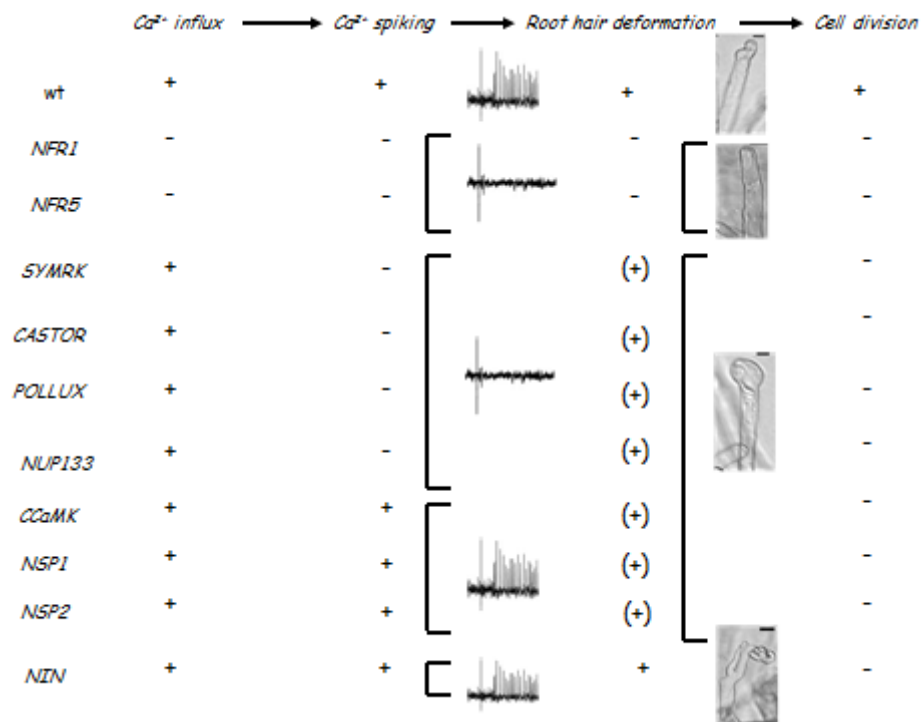 Ca²⁺ influx Ca²⁺ spiking Root hair deformation Cell division
wt + + + +
NFR1 - - - -
NFR5 - - - -
SYMRK + - (+) -
CASTOR + - (+) -
POLLUX + - (+) -
NUP133 + - (+) -
CCaMK + + (+) -
NSP1 + + (+) -
NSP2 + + (+) -
NIN + + + -